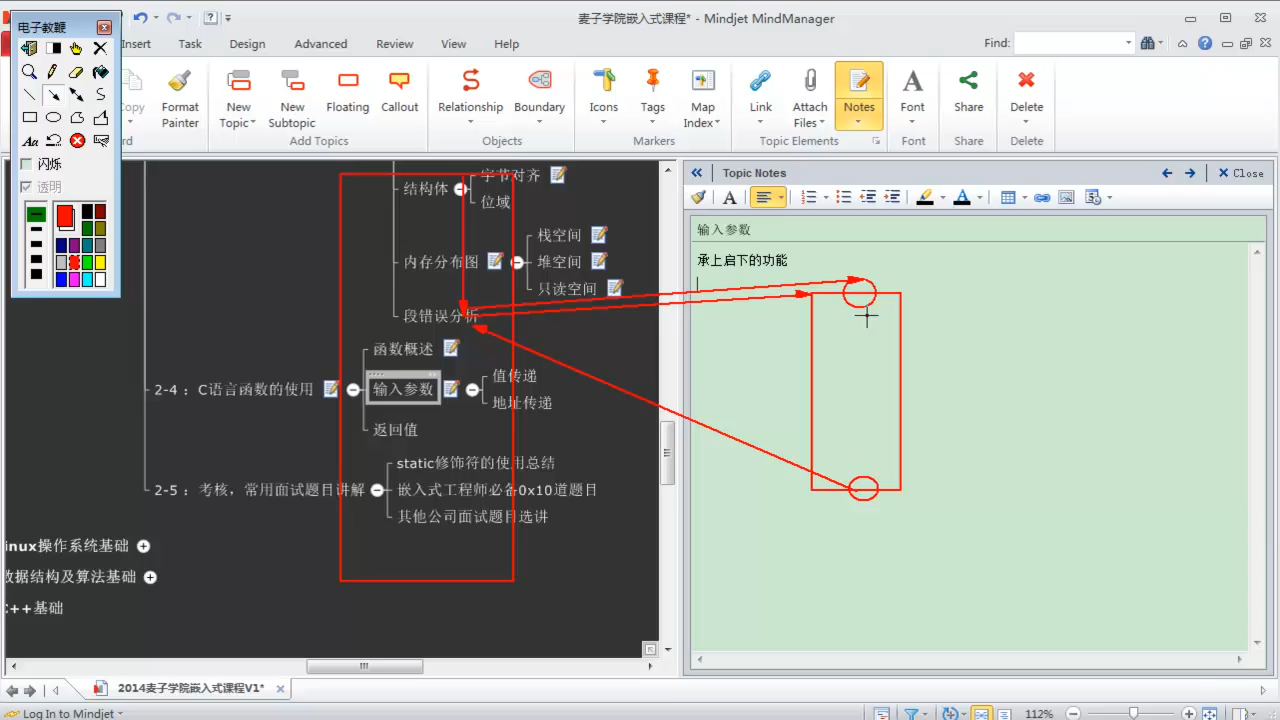 电子教鞭
麦子学院嵌入式课程* - Mindjet MindManager
Insert Task Design Advanced Review View Help
Find:
Format Painter
New Topic
New Subtopic
Floating
Callout
Relationship
Boundary
Icons
Tags
Map Index
Link
Attach Files
Notes
Font
Share
Delete
Add Topics
Objects
Markers
Topic Elements
Font
Share
Delete
Aa
闪烁
透明
结构体
字节对齐
位域
内存分布图
栈空间
堆空间
只读空间
段错误分析
函数概述
2-4 ：C语言函数的使用
输入参数
值传递
地址传递
返回值
static修饰符的使用总结
2-5 ：考核，常用面试题目讲解
嵌入式工程师必备0x10道题目
其他公司面试题目选讲
inux操作系统基础
数据结构及算法基础
C++基础
Topic Notes
Close
输入参数
承上启下的功能
2014麦子学院嵌入式课程V1*
Log In to Mindjet
112%